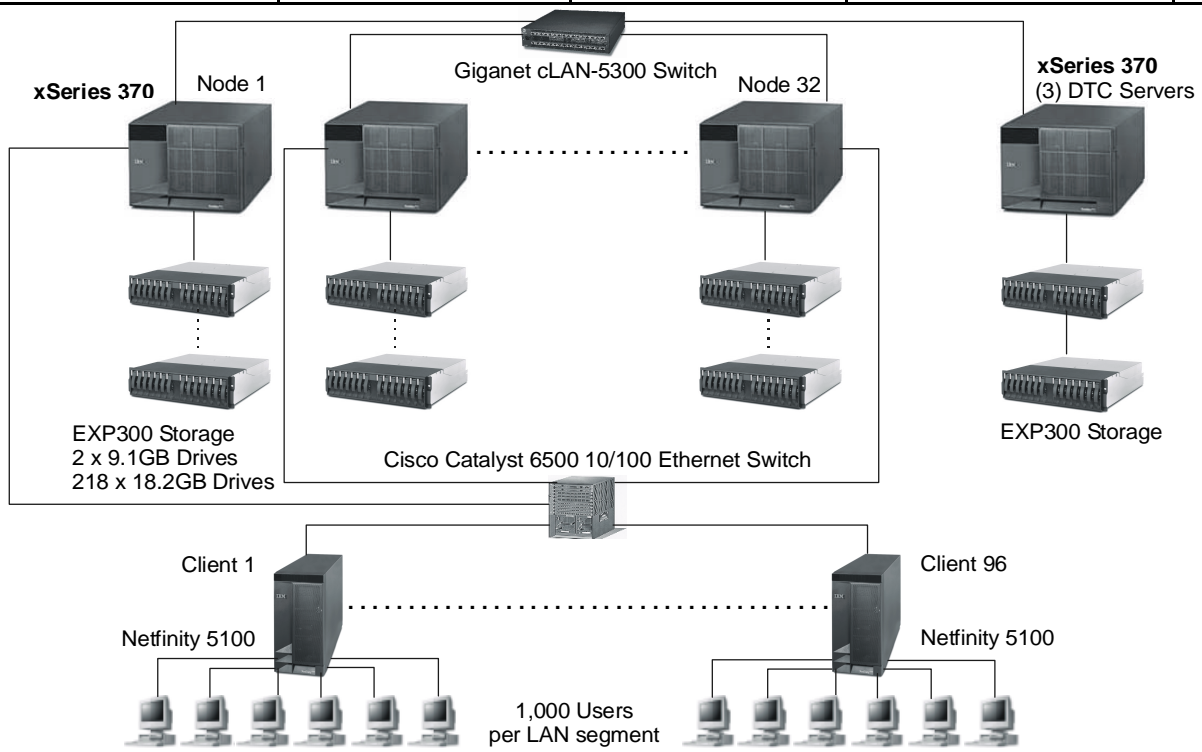 Giganet cLAN-5300 Switch
xSeries 370
Node 1
Node 32
xSeries 370
(3) DTC Servers
EXP300 Storage
2 x 9.1GB Drives
218 x 18.2GB Drives
EXP300 Storage
Cisco Catalyst 6500 10/100 Ethernet Switch
Client 1
Client 96
Netfinity 5100
Netfinity 5100
1,000 Users
per LAN segment